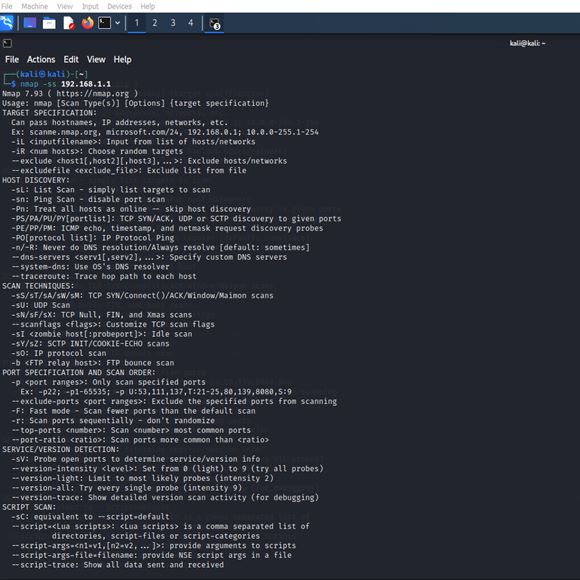 File Machine View Input Devices Help
1 2 3 4
kali@kali: ~
File Actions Edit View Help
(kali㉿kali)-[~]
$ nmap -ss 192.168.1.1
Nmap 7.93 ( https://nmap.org )
Usage: nmap [Scan Type(s)] [Options] {target specification}
TARGET SPECIFICATION:
Can pass hostnames, IP addresses, networks, etc.
Ex: scanme.nmap.org, microsoft.com/24, 192.168.0.1; 10.0.0-255.1-254
-iL <inputfilename>: Input from list of hosts/networks
-iR <num hosts>: Choose random targets
--exclude <host1[,host2][,host3],...>: Exclude hosts/networks
--excludefile <exclude_file>: Exclude list from file
HOST DISCOVERY:
-sL: List Scan - simply list targets to scan
-sn: Ping Scan - disable port scan
-Pn: Treat all hosts as online -- skip host discovery
-PS/PA/PU/PY[portlist]: TCP SYN/ACK, UDP or SCTP discovery to given ports
-PE/PP/PM: ICMP echo, timestamp, and netmask request discovery probes
-PO[protocol list]: IP Protocol Ping
-n/-R: Never do DNS resolution/Always resolve [default: sometimes]
--dns-servers <serv1[,serv2],...>: Specify custom DNS servers
--system-dns: Use OS's DNS resolver
--traceroute: Trace hop path to each host
SCAN TECHNIQUES:
-sS/sT/sA/sW/sM: TCP SYN/Connect()/ACK/Window/Maimon scans
-sU: UDP Scan
-sN/sF/sX: TCP Null, FIN, and Xmas scans
--scanflags <flags>: Customize TCP scan flags
-sI <zombie host[:probeport]>: Idle scan
-sY/sZ: SCTP INIT/COOKIE-ECHO scans
-sO: IP protocol scan
-b <FTP relay host>: FTP bounce scan
PORT SPECIFICATION AND SCAN ORDER:
-p <port ranges>: Only scan specified ports
Ex: -p22; -p1-65535; -p U:53,111,137,T:21-25,80,139,8080,S:9
--exclude-ports <port ranges>: Exclude the specified ports from scanning
-F: Fast mode - Scan fewer ports than the default scan
-r: Scan ports sequentially - don't randomize
--top-ports <number>: Scan <number> most common ports
--port-ratio <ratio>: Scan ports more common than <ratio>
SERVICE/VERSION DETECTION:
-sV: Probe open ports to determine service/version info
--version-intensity <level>: Set from 0 (light) to 9 (try all probes)
--version-light: Limit to most likely probes (intensity 2)
--version-all: Try every single probe (intensity 9)
--version-trace: Show detailed version scan activity (for debugging)
SCRIPT SCAN:
-sC: equivalent to --script=default
--script=<Lua scripts>: <Lua scripts> is a comma separated list of
directories, script-files or script-categories
--script-args=<n1=v1,[n2=v2,...]>: provide arguments to scripts
--script-args-file=filename: provide NSE script args in a file
--script-trace: Show all data sent and received